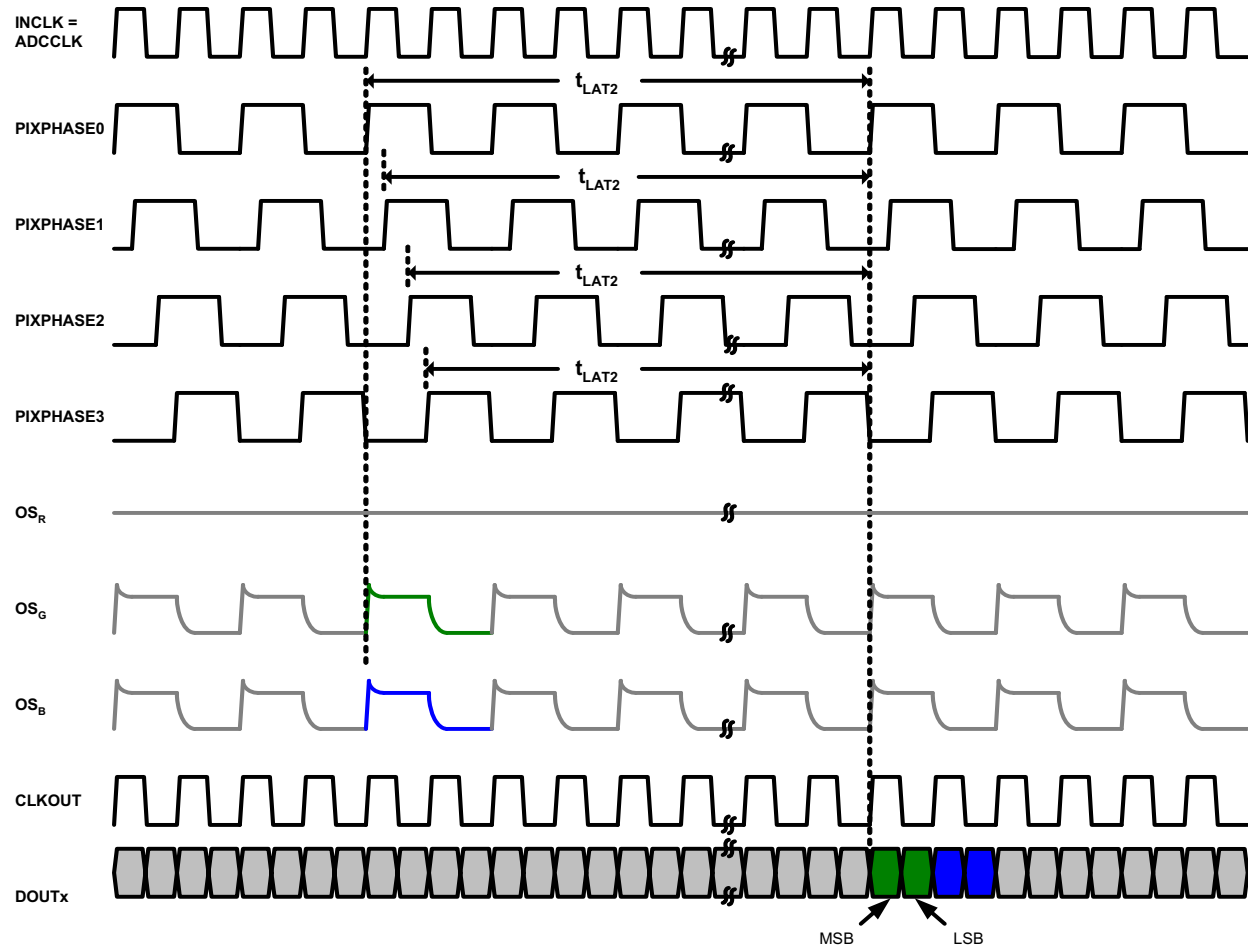 INCLK =
ADCCLK
tLAT2
PIXPHASE0
tLAT2
PIXPHASE1
tLAT2
PIXPHASE2
tLAT2
PIXPHASE3
OSR
OSG
OSB
CLKOUT
DOUTx
MSB
LSB